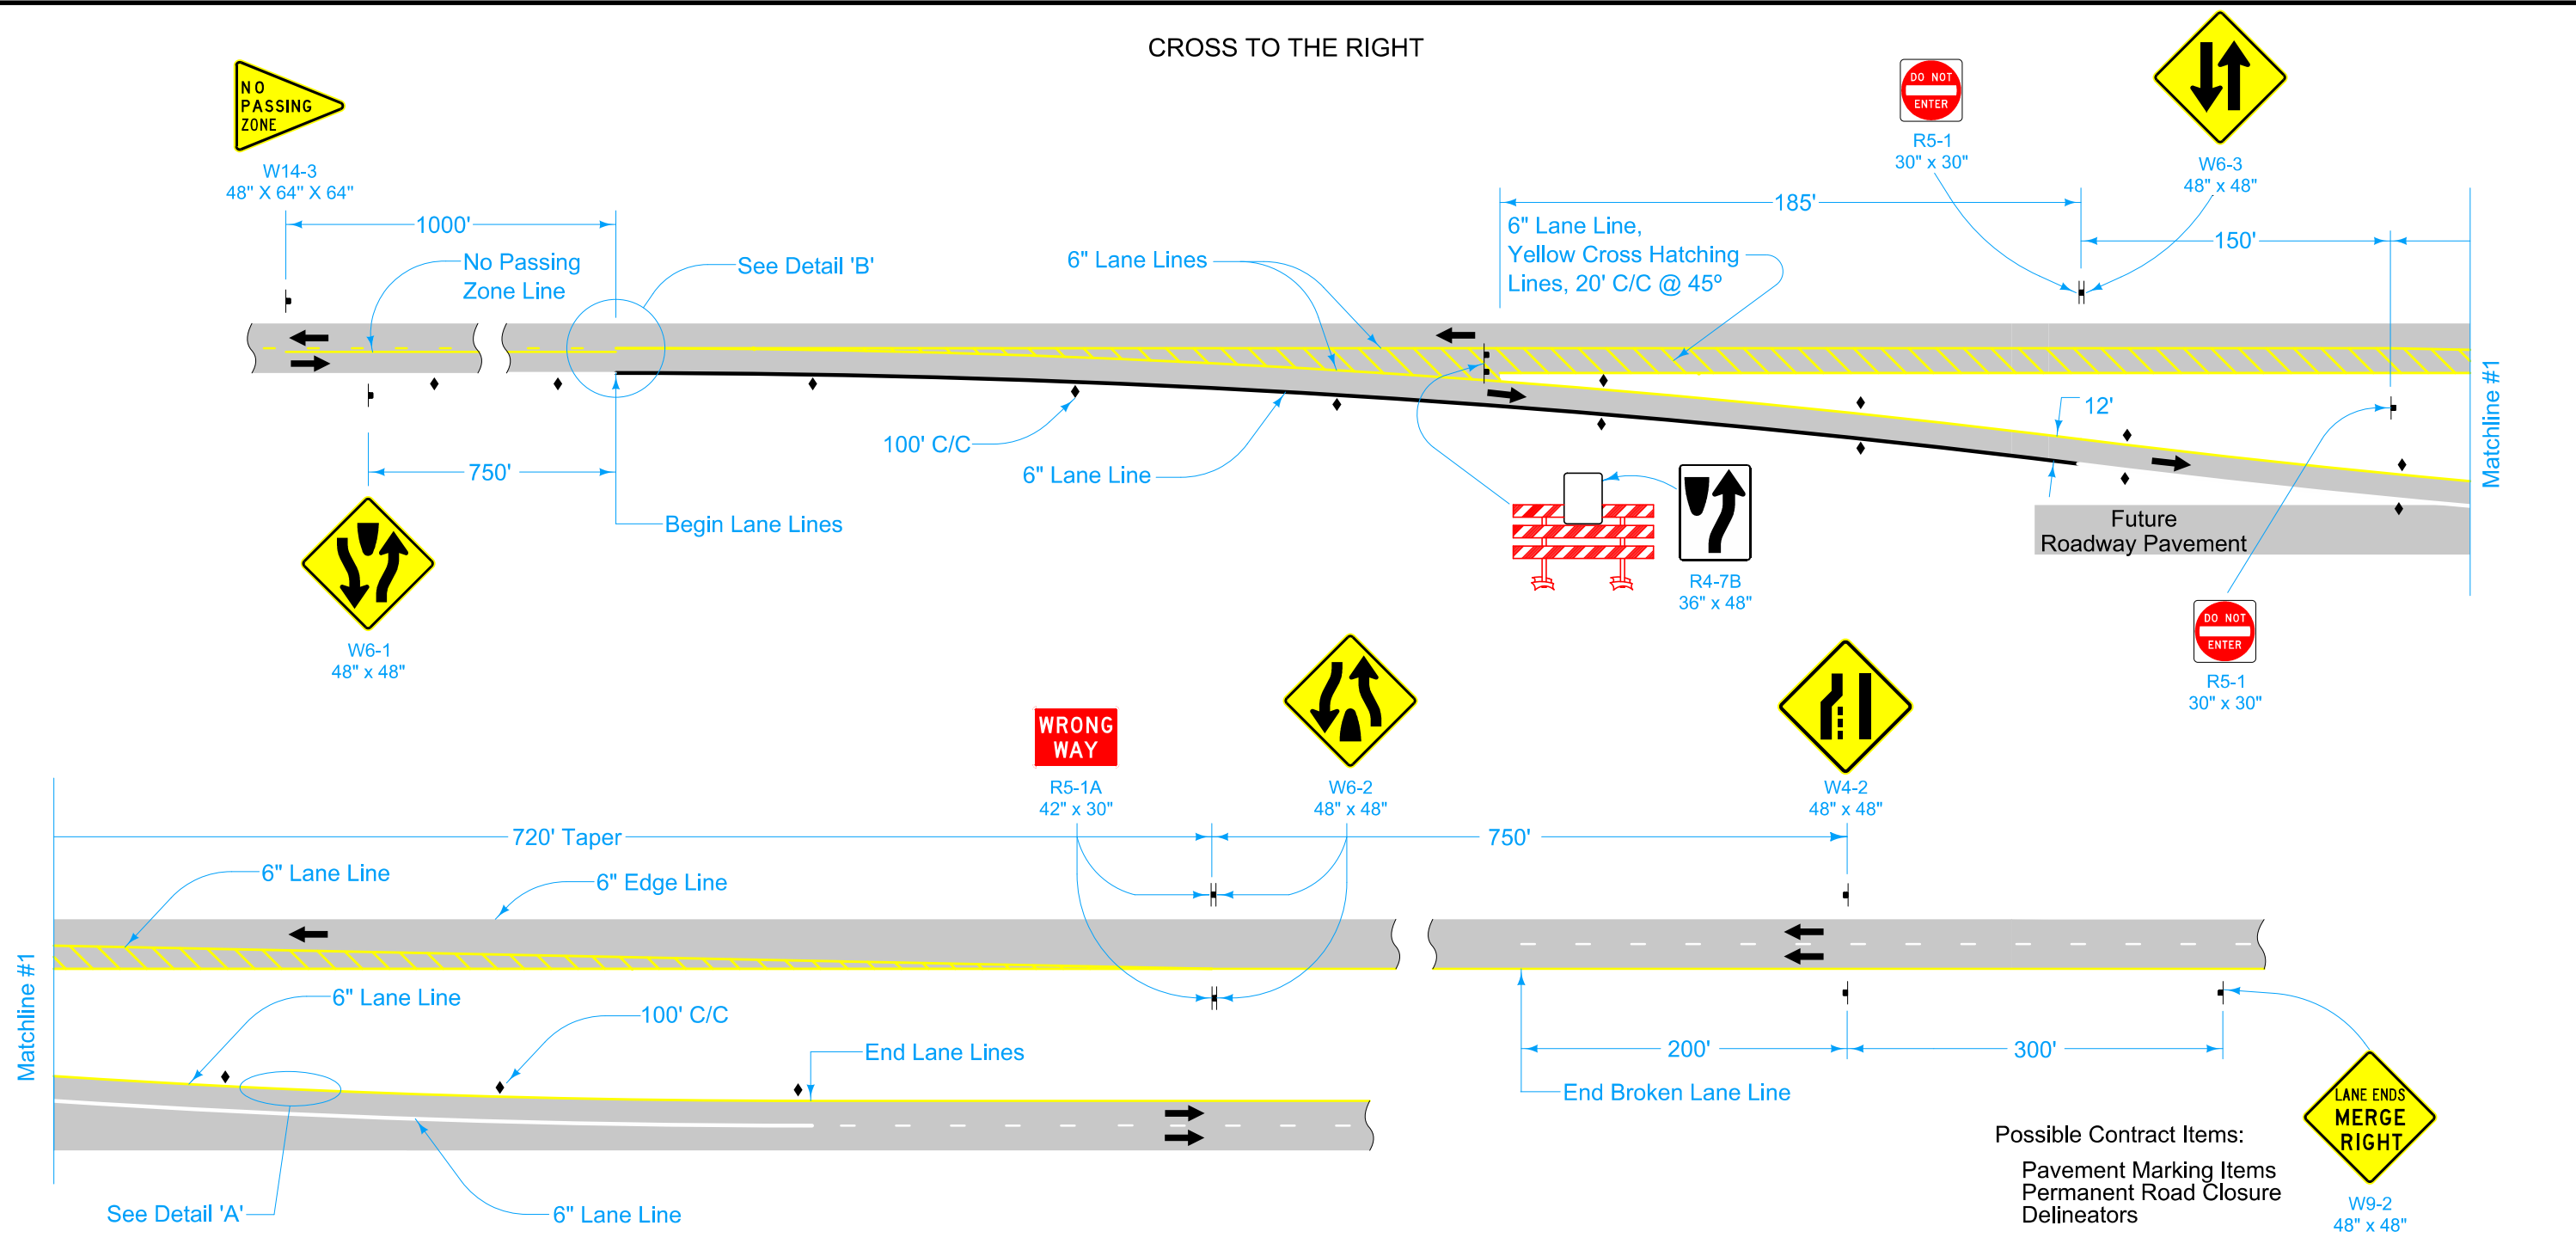 CROSS TO THE RIGHT
NO
PASSING
ZONE
W14-3
48" X 64" X 64"
DO NOT
ENTER
R5-1
30" x 30"
W6-3
48" x 48"
1000'
185'
150'
No Passing
Zone Line
See Detail 'B'
6" Lane Lines
6" Lane Line,
Yellow Cross Hatching
Lines, 20' C/C @ 45º
12'
Matchline #1
750'
100' C/C
6" Lane Line
Begin Lane Lines
W6-1
48" x 48"
R4-7B
36" x 48"
Future
Roadway Pavement
DO NOT
ENTER
R5-1
30" x 30"
WRONG
WAY
R5-1A
42" x 30"
W6-2
48" x 48"
W4-2
48" x 48"
720' Taper
750'
6" Lane Line
6" Edge Line
Matchline #1
6" Lane Line
100' C/C
End Lane Lines
200'
300'
End Broken Lane Line
See Detail 'A'
6" Lane Line
LANE ENDS
MERGE
RIGHT
W9-2
48" x 48"
Possible Contract Items:
Pavement Marking Items
Permanent Road Closure
Delineators